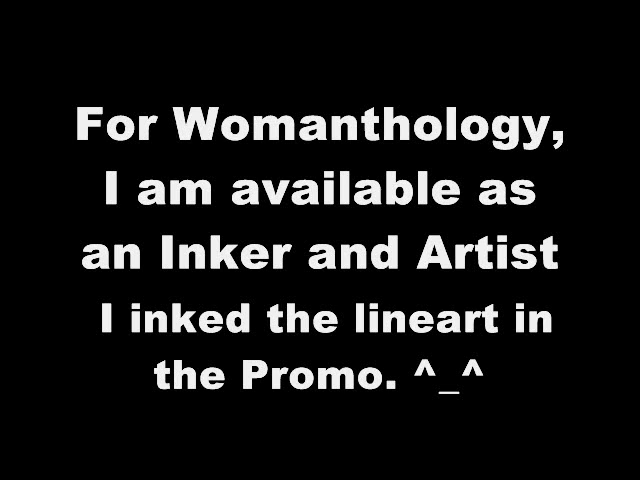 For Womanthology,
I am available as
an Inker and Artist
I inked the lineart in
the Promo. ^_^